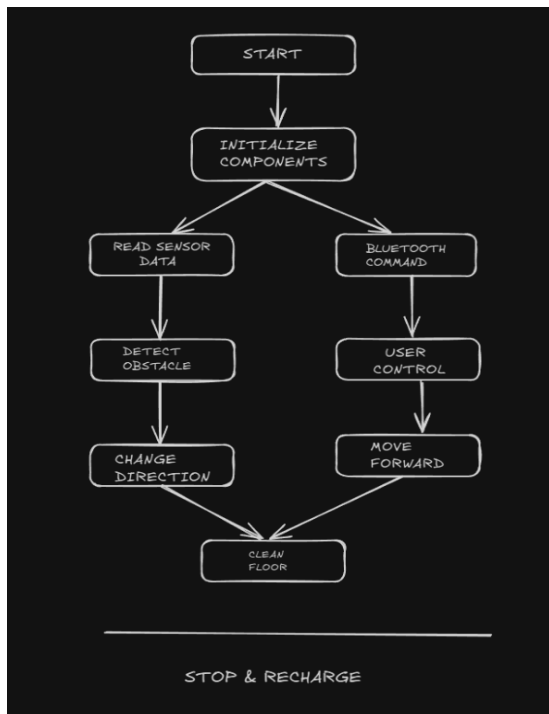 START
INITIALIZE
COMPONENTS
READ SENSOR
DATA
BLUETOOTH
COMMAND
DETECT
OBSTACLE
USER
CONTROL
CHANGE
DIRECTION
MOVE
FORWARD
CLEAN
FLOOR
STOP & RECHARGE